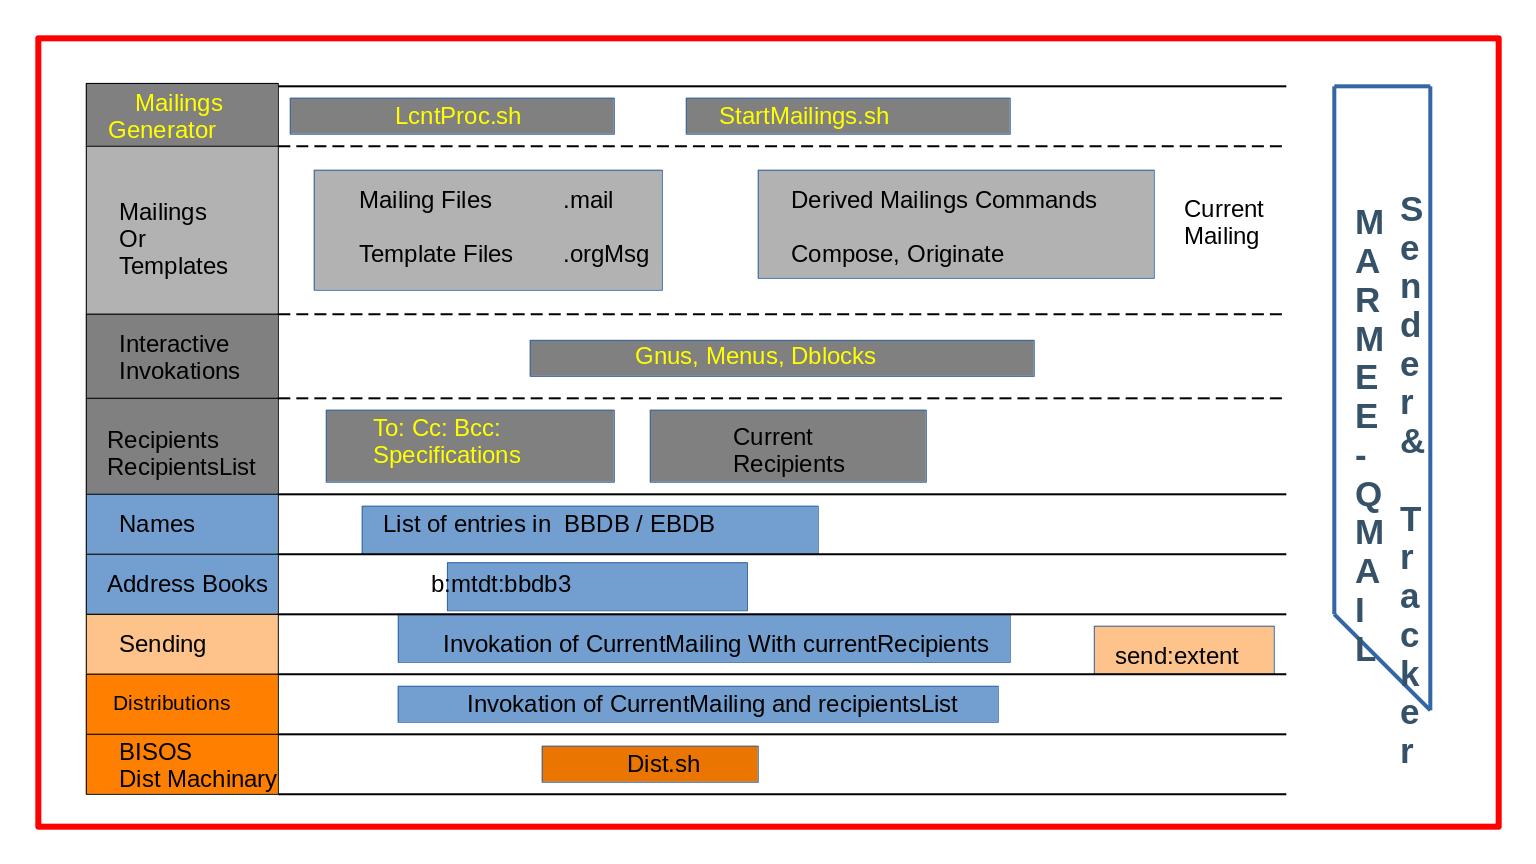 Mailings
Generator
LcntProc.sh
StartMailings.sh
Mailings
Or
Templates
Mailing Files .mail
Template Files .orgMsg
Derived Mailings Commands
Compose, Originate
Current
Mailing
Interactive
Invokations
Gnus, Menus, Dblocks
Recipients
RecipientsList
To: Cc: Bcc:
Specifications
Current
Recipients
Names
List of entries in BBDB / EBDB
Address Books
b:mtdt:bbdb3
Sending
Invokation of CurrentMailing With currentRecipients
send:extent
Distributions
Invokation of CurrentMailing and recipientsList
BISOS
Dist Machinary
Dist.sh
MARMEE-QMAIL
Sender& Tracker